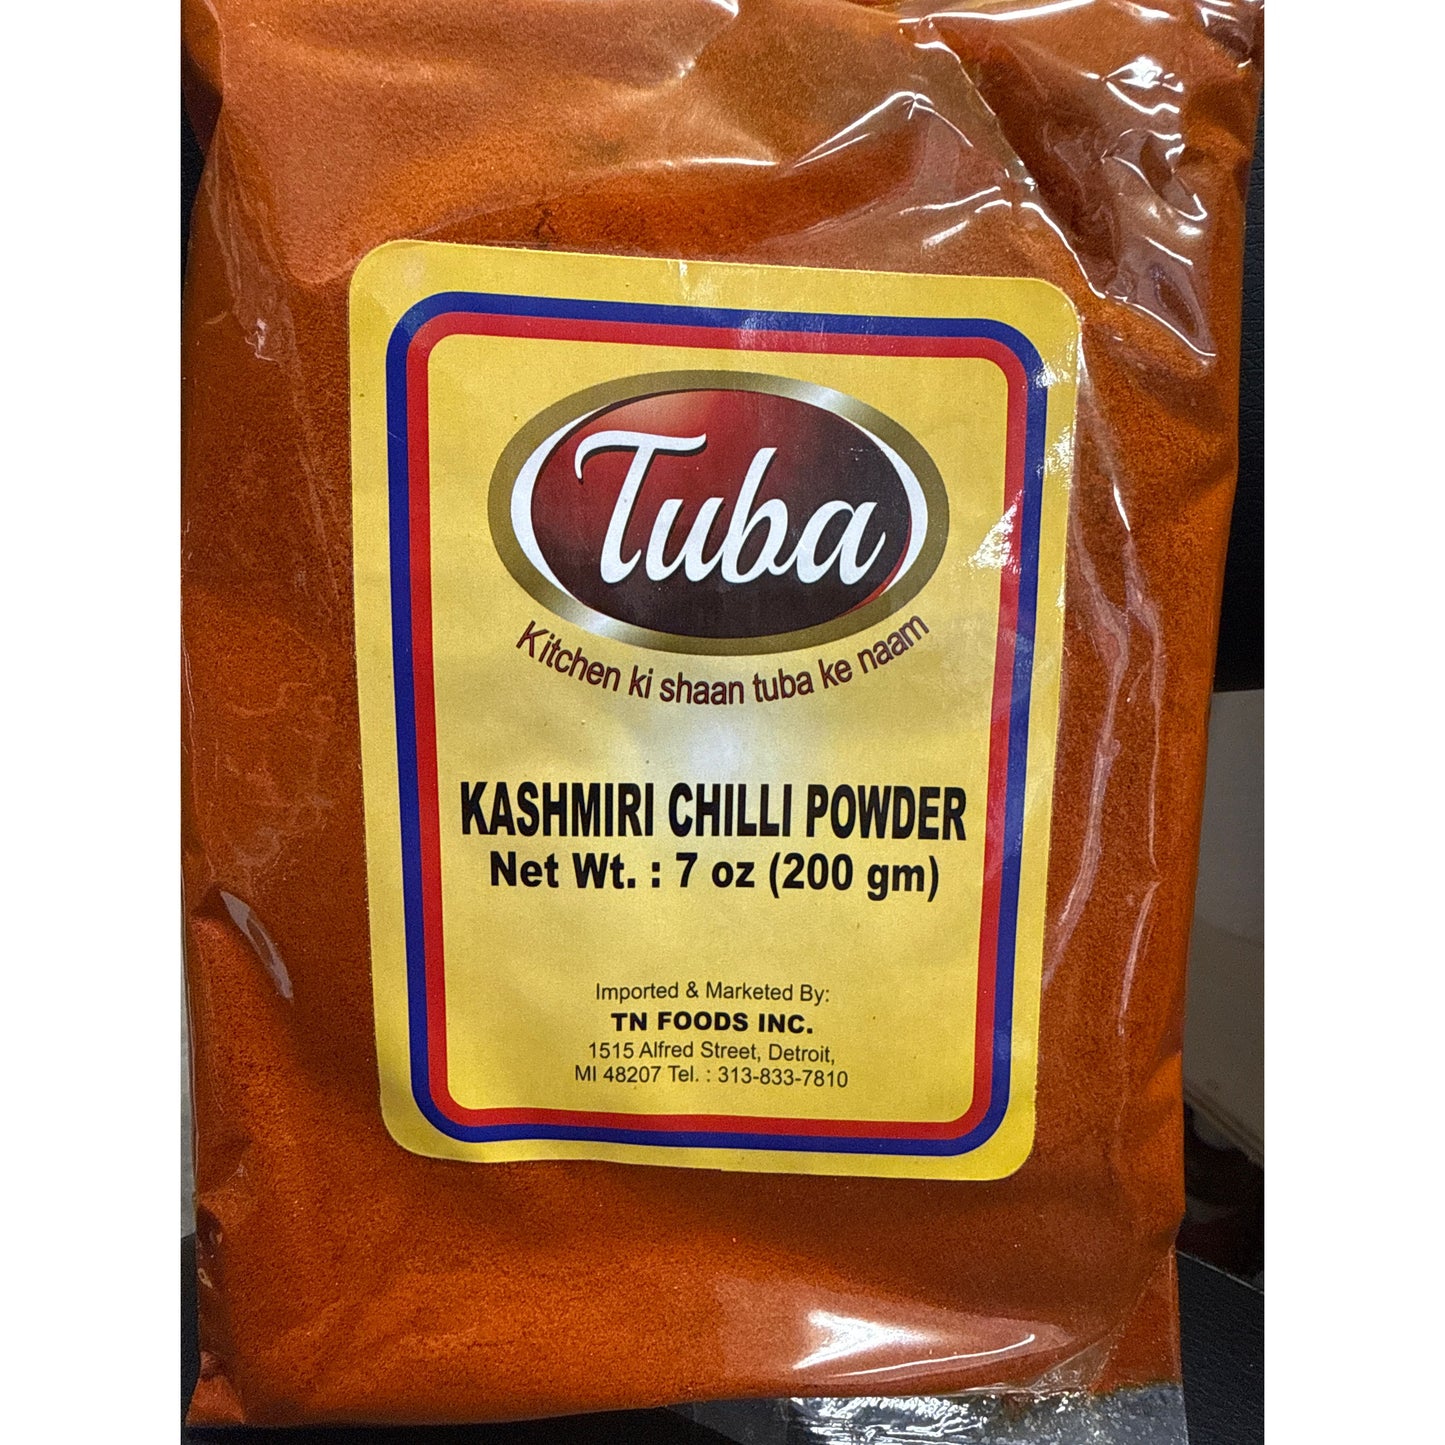 Tuba
Kitchen ki shaan tuba ke naam
KASHMIRI CHILLI POWDER
Net Wt. : 7 oz (200 gm)
Imported & Marketed By:
TN FOODS INC.
1515 Alfred Street, Detroit,
MI 48207 Tel. : 313-833-7810